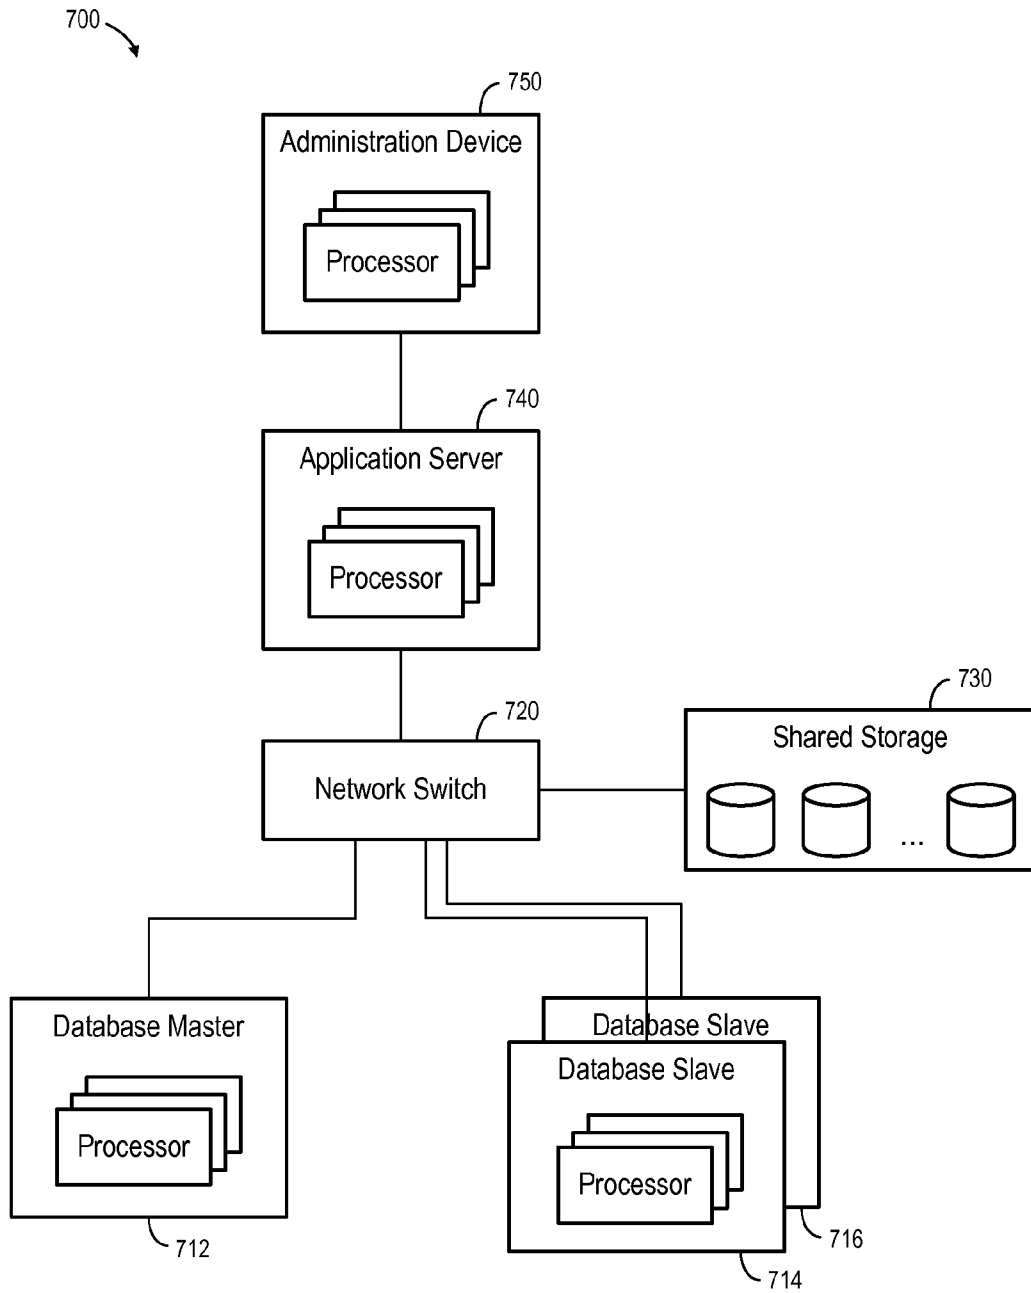 700
750
Administration Device
Processor
740
Application Server
Processor
720
Network Switch
730
Shared Storage
...
Database Master
Processor
712
Database Slave
Database Slave
Processor
716
714